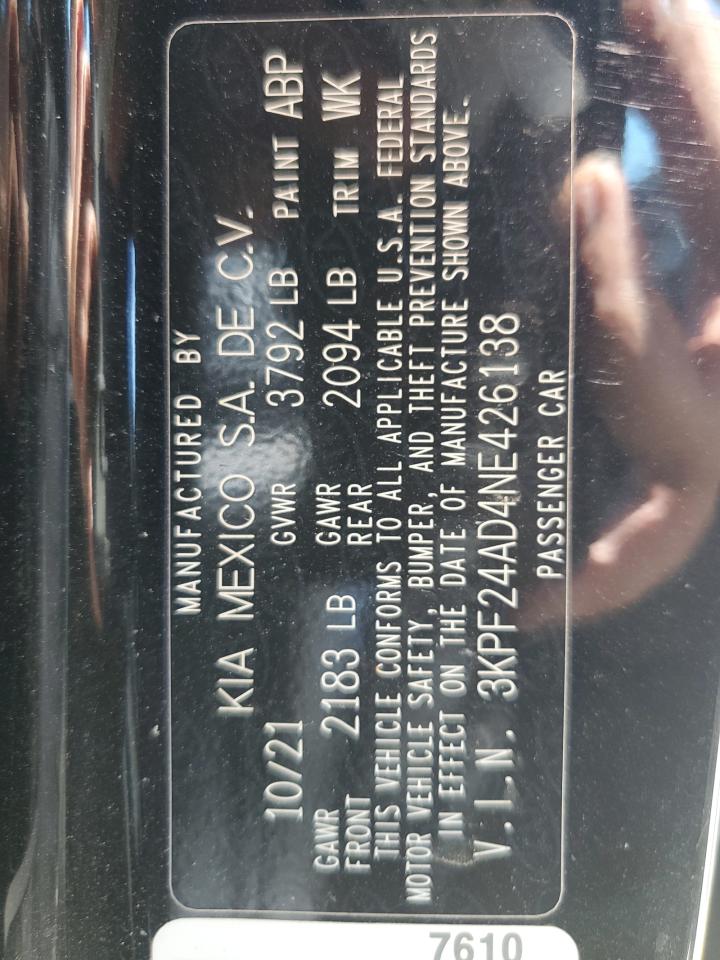 MANUFACTURED BY
KIA MEXICO S.A. DE C.V.
10/21 GVWR 3792 LB PAINT ABP
GAWR FRONT 2183 LB GAWR REAR 2094 LB TRIM WK
THIS VEHICLE CONFORMS TO ALL APPLICABLE U.S.A. FEDERAL
MOTOR VEHICLE SAFETY, BUMPER, AND THEFT PREVENTION STANDARDS
IN EFFECT ON THE DATE OF MANUFACTURE SHOWN ABOVE.
V.I.N. 3KPF24AD4NE426138
PASSENGER CAR
7610